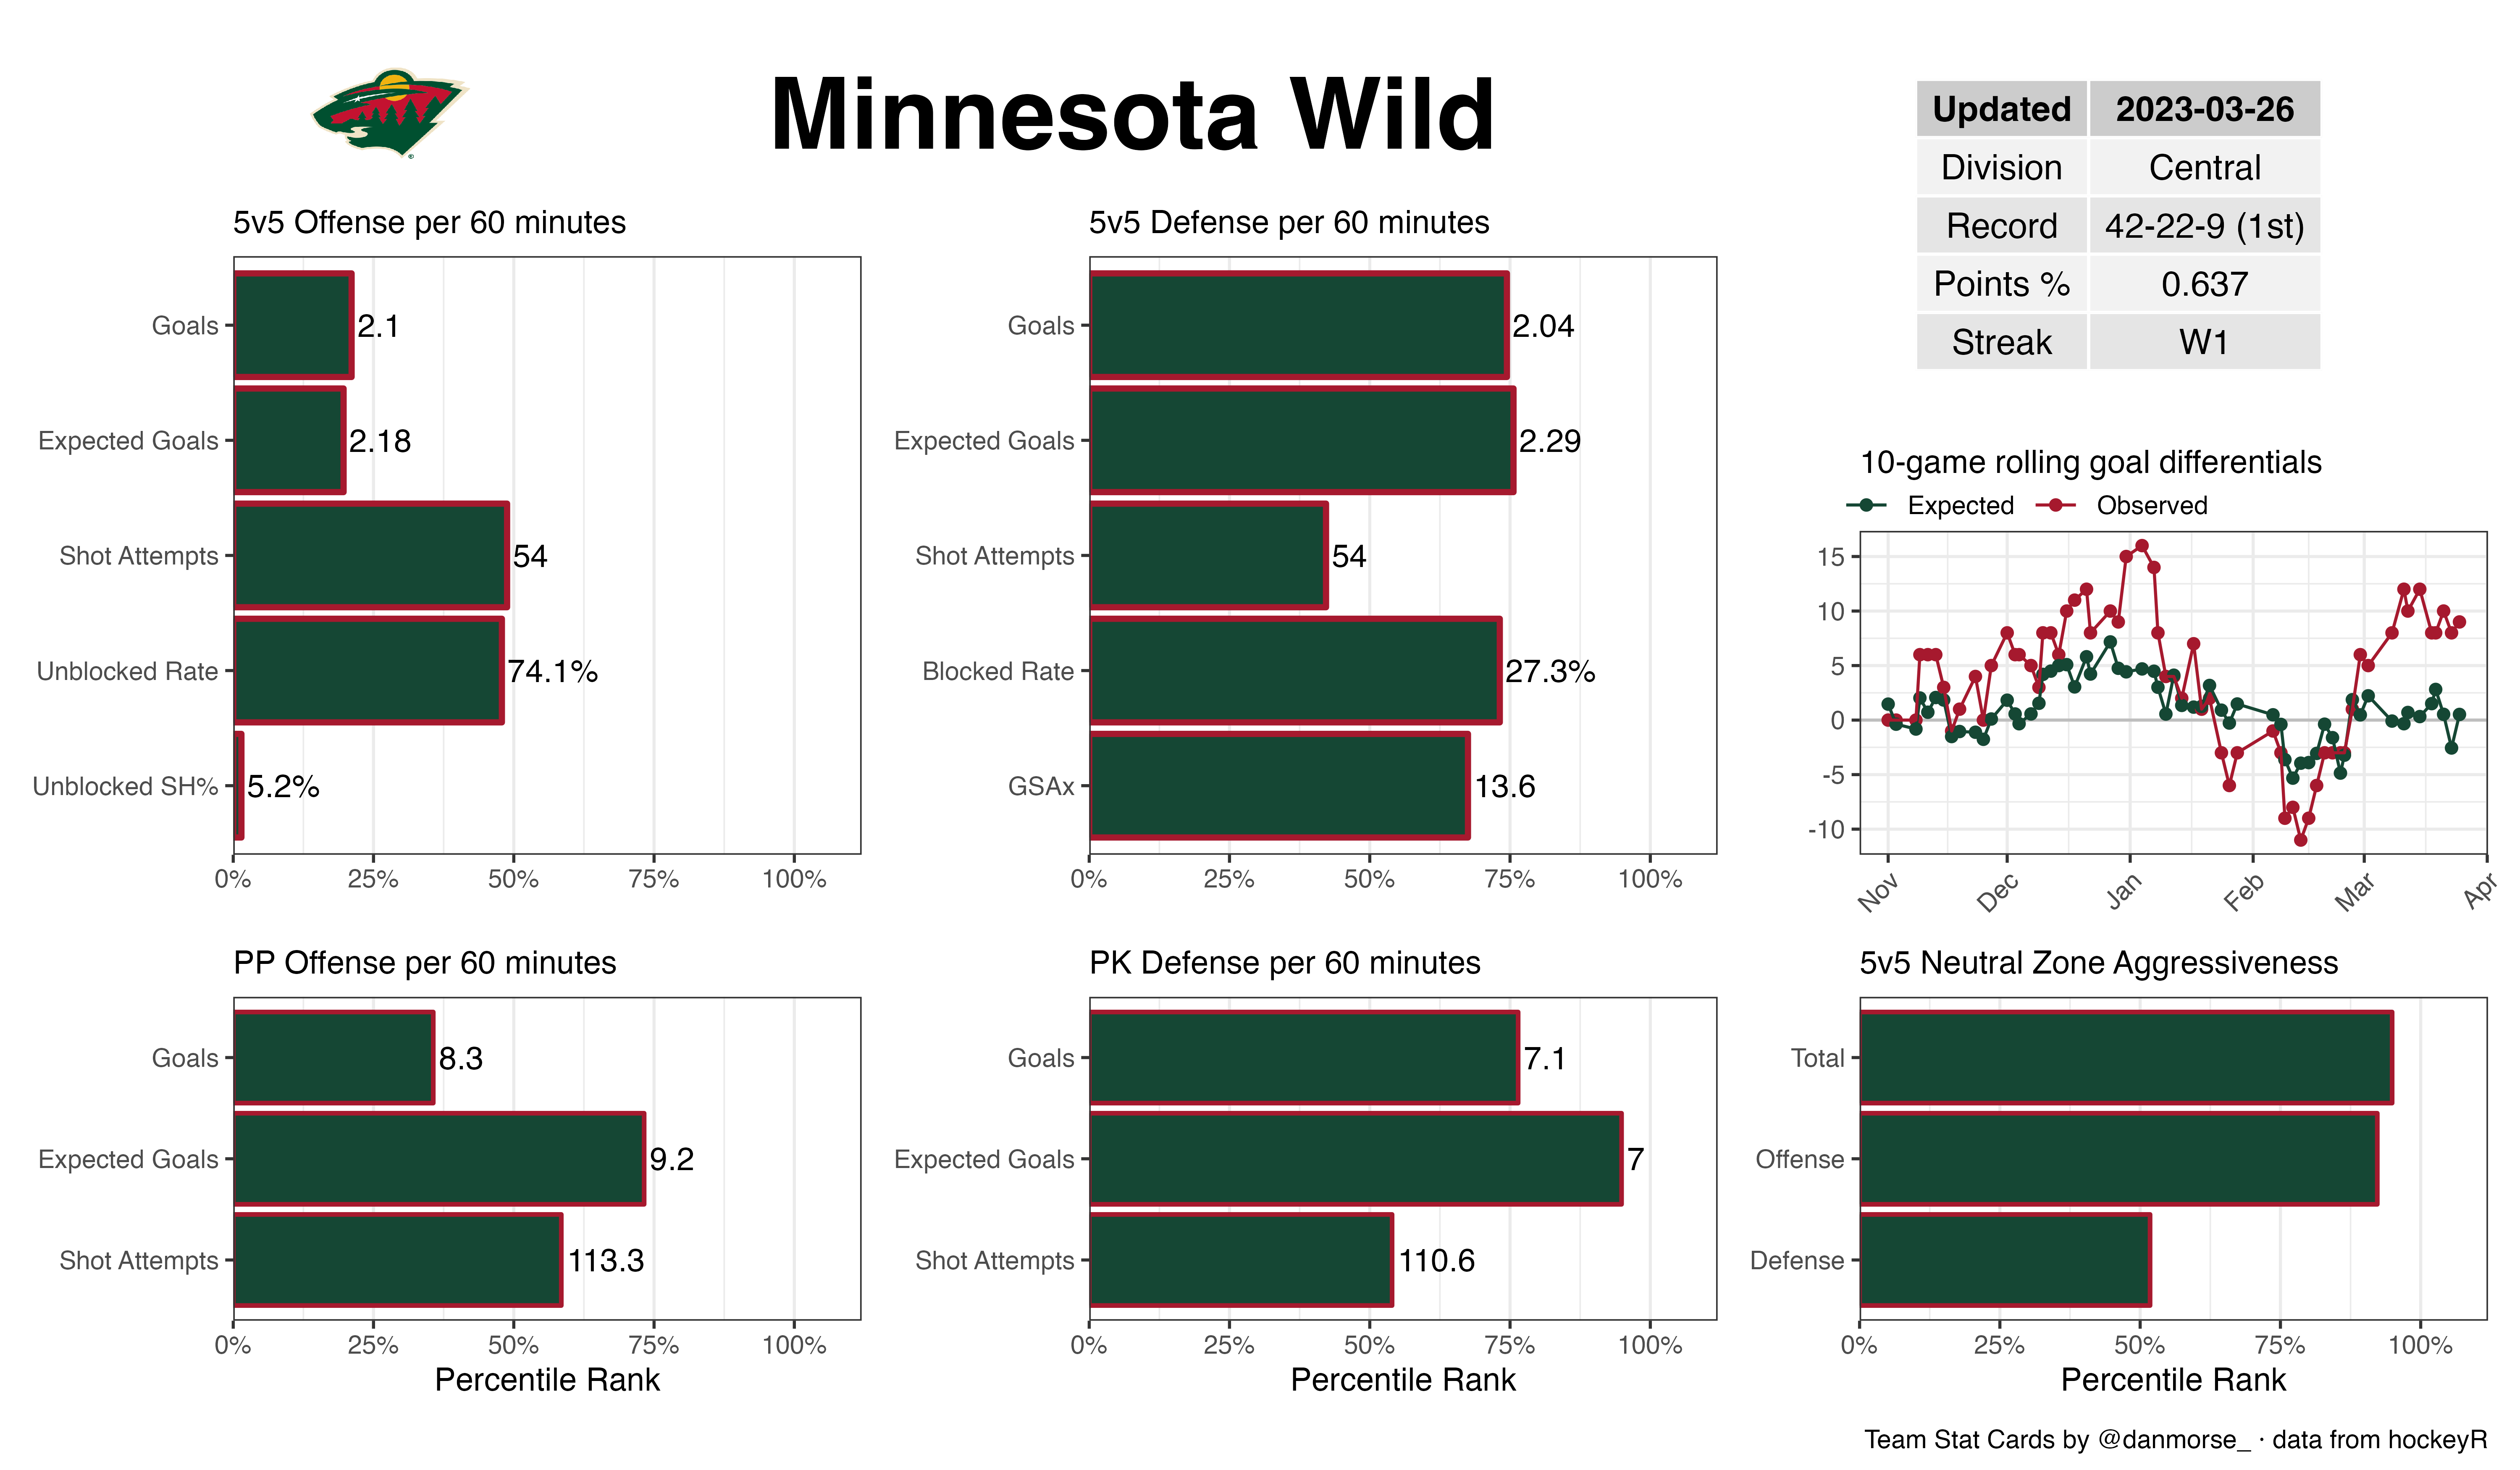 Minnesota Wild
Updated 2023-03-26
Division Central
Record 42-22-9 (1st)
Points % 0.637
Streak W1
5v5 Offense per 60 minutes
Goals 2.1
Expected Goals 2.18
Shot Attempts 54
Unblocked Rate 74.1%
Unblocked SH% 5.2%
0% 25% 50% 75% 100%
5v5 Defense per 60 minutes
Goals 2.04
Expected Goals 2.29
Shot Attempts 54
Blocked Rate 27.3%
GSAx 13.6
0% 25% 50% 75% 100%
10-game rolling goal differentials
Expected Observed
15
10
5
0
-5
-10
Nov Dec Jan Feb Mar Apr
PP Offense per 60 minutes
Goals 8.3
Expected Goals 9.2
Shot Attempts 113.3
0% 25% 50% 75% 100%
Percentile Rank
PK Defense per 60 minutes
Goals 7.1
Expected Goals 7
Shot Attempts 110.6
0% 25% 50% 75% 100%
Percentile Rank
5v5 Neutral Zone Aggressiveness
Total
Offense
Defense
0% 25% 50% 75% 100%
Percentile Rank
Team Stat Cards by @danmorse_ · data from hockeyR